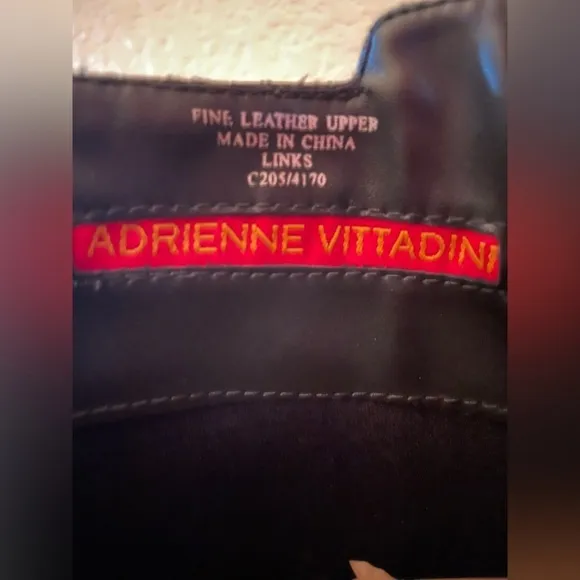 FINE LEATHER UPPER
MADE IN CHINA
LINKS
C205/4170
ADRIENNE VITTADINI